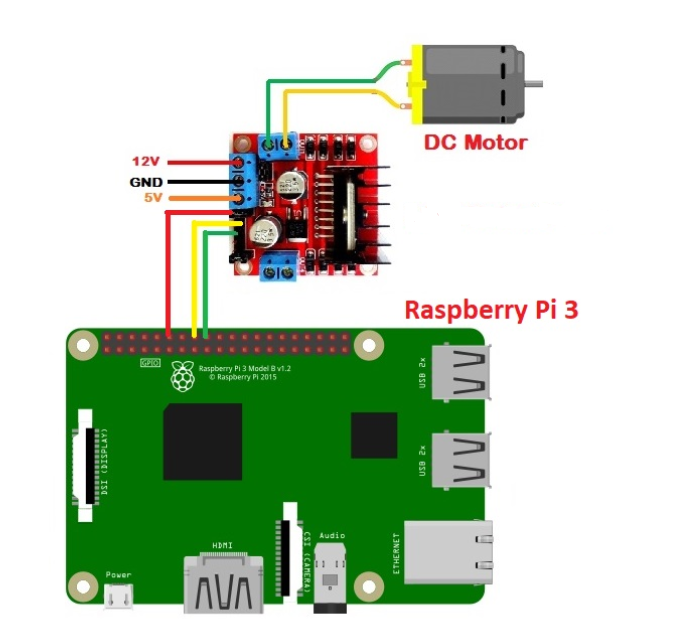 DC Motor
12V
GND
5V
Raspberry Pi 3
GPIO
Raspberry Pi 3 Model B v1.2
© Raspberry Pi 2015
USB 2x
DSI (DISPLAY)
USB 2x
HDMI
CSI (CAMERA)
Audio
ETHERNET
Power